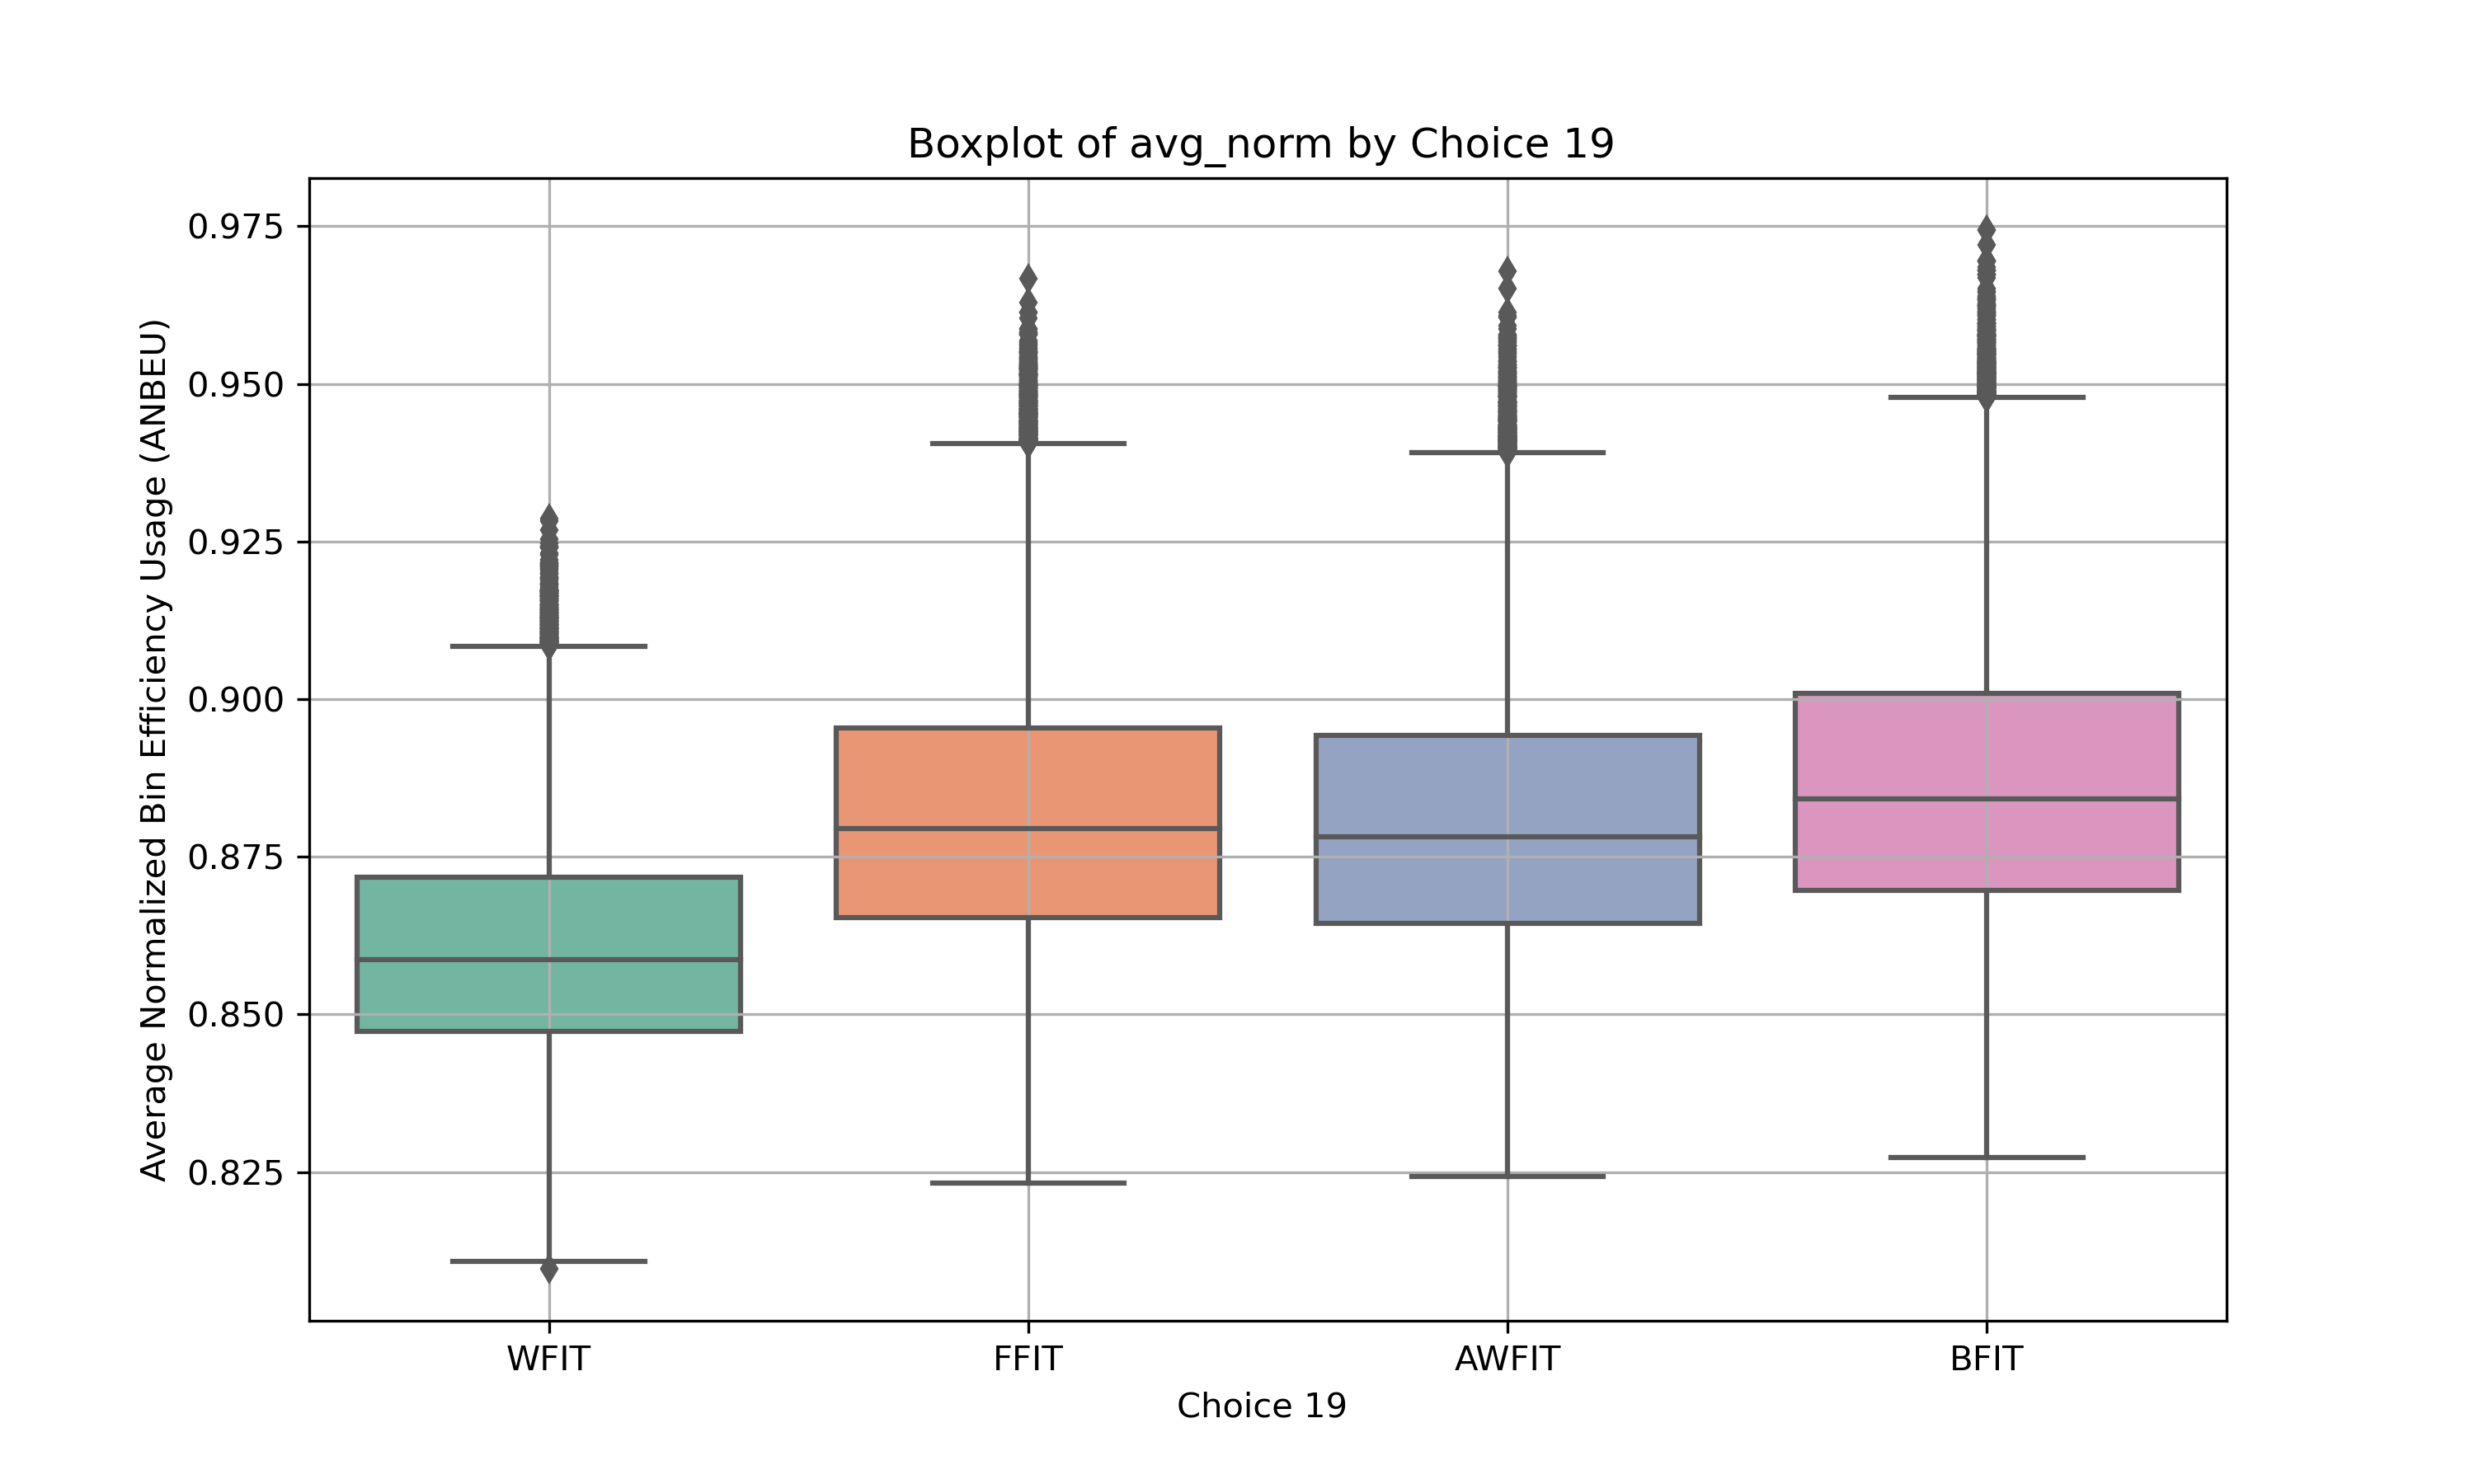 Boxplot of avg_norm by Choice 19
Average Normalized Bin Efficiency Usage (ANBEU)
0.975
0.950
0.925
0.900
0.875
0.850
0.825
WFIT FFIT AWFIT BFIT
Choice 19